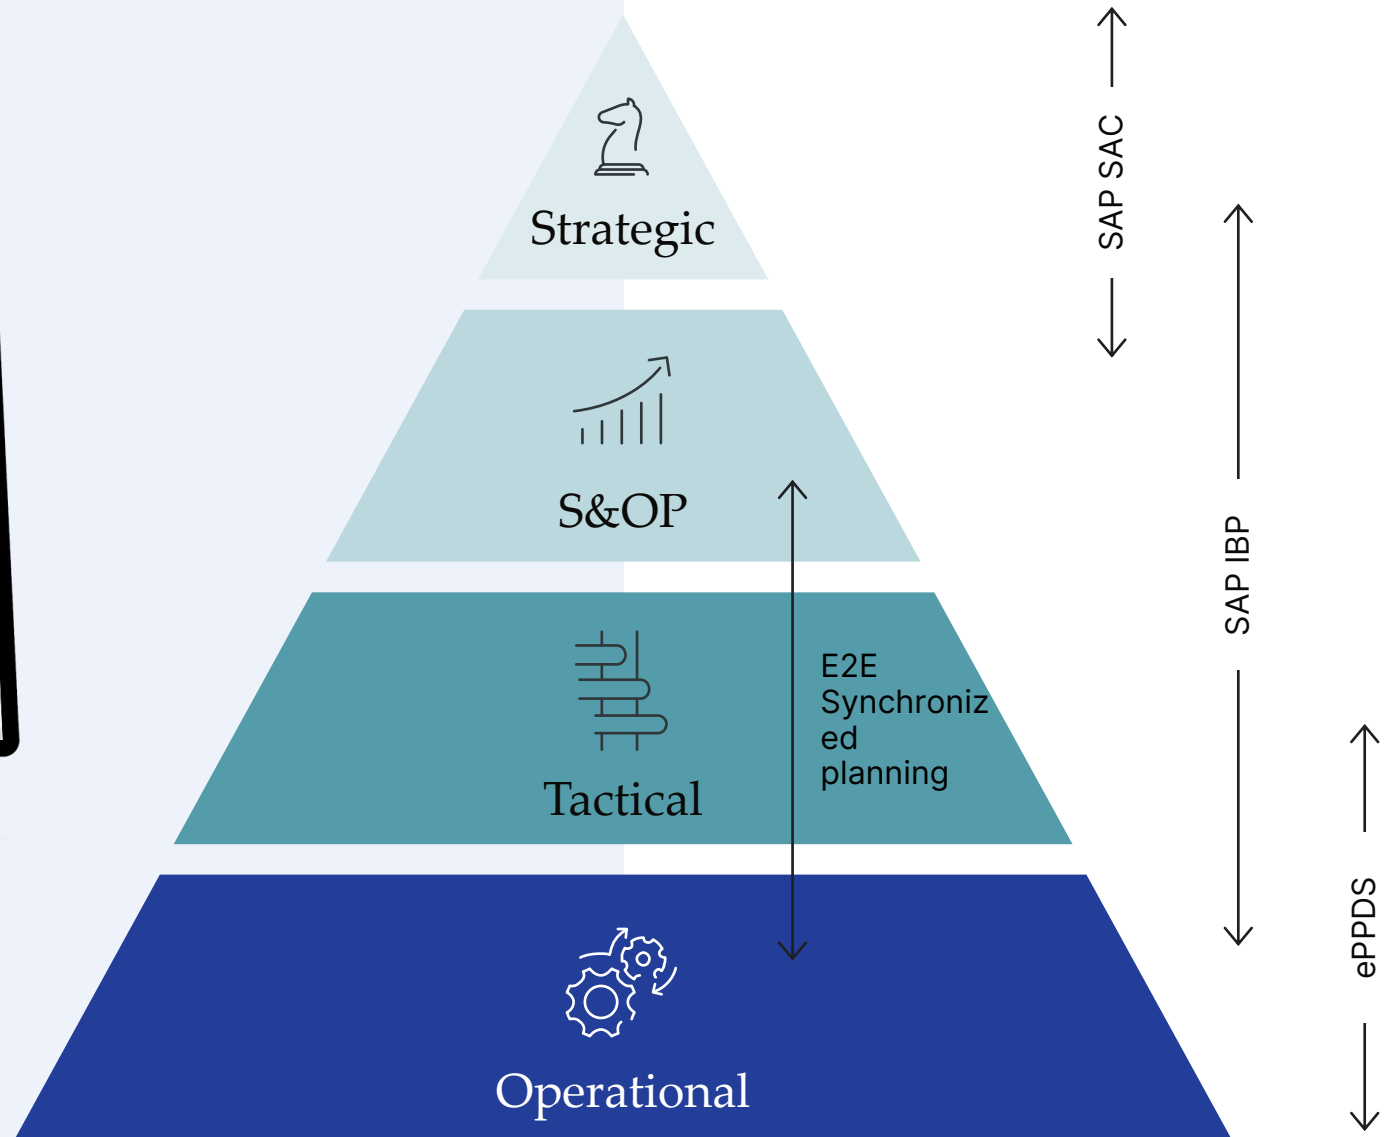 Strategic
S&OP
Tactical
E2E
Synchroniz
ed
planning
Operational
SAP SAC
SAP IBP
ePPDS